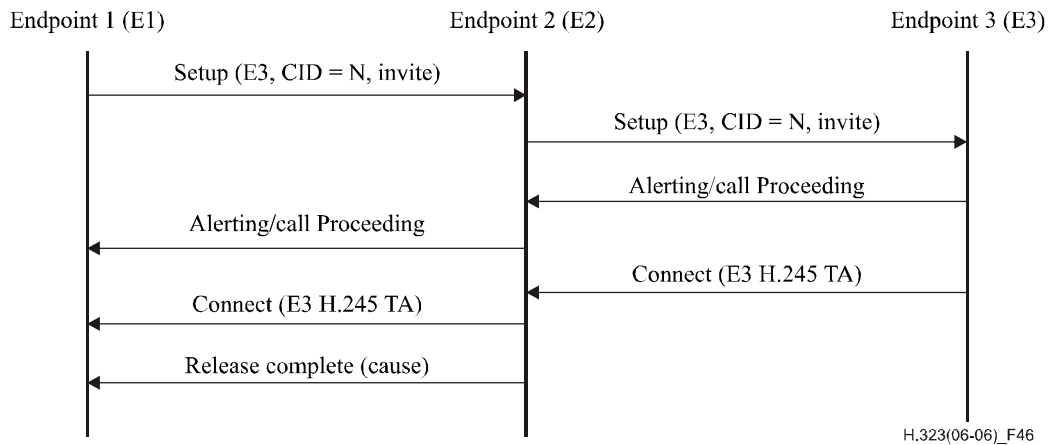 Endpoint 1 (E1)
Endpoint 2 (E2)
Endpoint 3 (E3)
Setup (E3, CID = N, invite)
Setup (E3, CID = N, invite)
Alerting/call Proceeding
Alerting/call Proceeding
Connect (E3 H.245 TA)
Connect (E3 H.245 TA)
Release complete (cause)
H.323(06-06)_F46